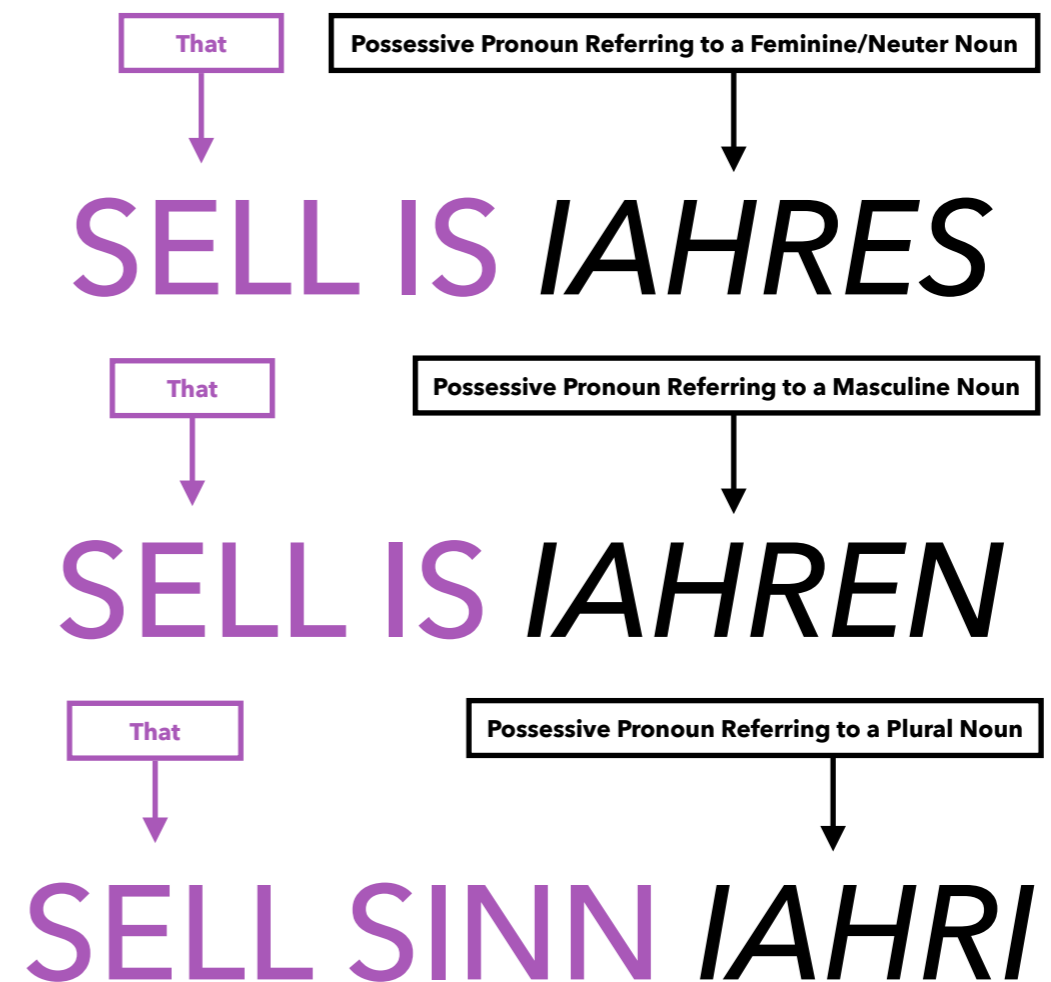 That
Possessive Pronoun Referring to a Feminine/Neuter Noun
SELL IS IAHRES
That
Possessive Pronoun Referring to a Masculine Noun
SELL IS IAHREN
That
Possessive Pronoun Referring to a Plural Noun
SELL SINN IAHRI